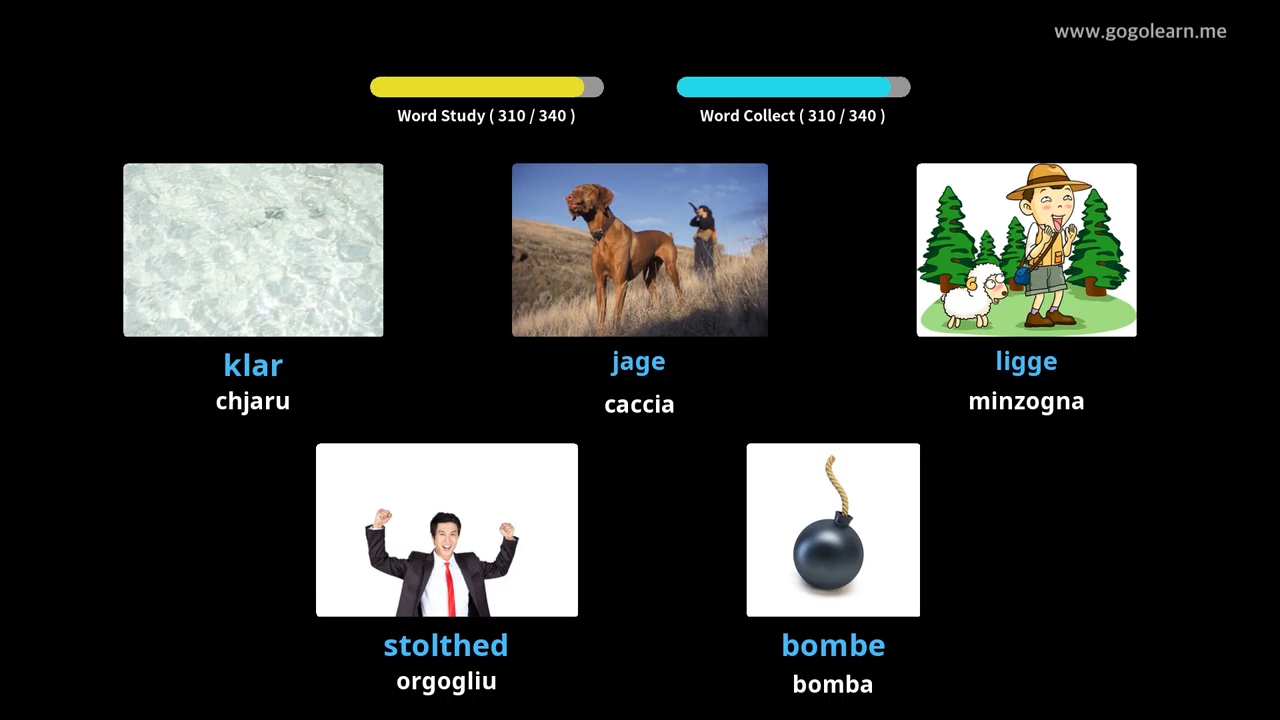 www.gogolearn.me
Word Study ( 310 / 340 )
Word Collect ( 310 / 340 )
klar
chjaru
jage
caccia
ligge
minzogna
stolthed
orgogliu
bombe
bomba